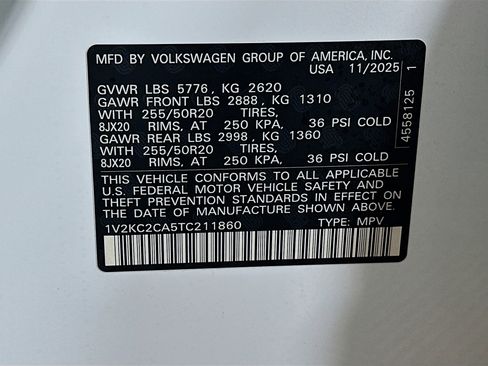 MFD BY VOLKSWAGEN GROUP OF AMERICA, INC.
USA 11/2025
GVWR LBS 5776, KG 2620
GAWR FRONT LBS 2888, KG 1310
WITH 255/50R20 TIRES,
8JX20 RIMS, AT 250 KPA, 36 PSI COLD
GAWR REAR LBS 2998, KG 1360
WITH 255/50R20 TIRES,
8JX20 RIMS, AT 250 KPA, 36 PSI COLD
THIS VEHICLE CONFORMS TO ALL APPLICABLE
U.S. FEDERAL MOTOR VEHICLE SAFETY AND
THEFT PREVENTION STANDARDS IN EFFECT
ON THE DATE OF MANUFACTURE SHOWN ABOVE.
1V2KC2CA5TC211860 TYPE: MPV
4558125 1